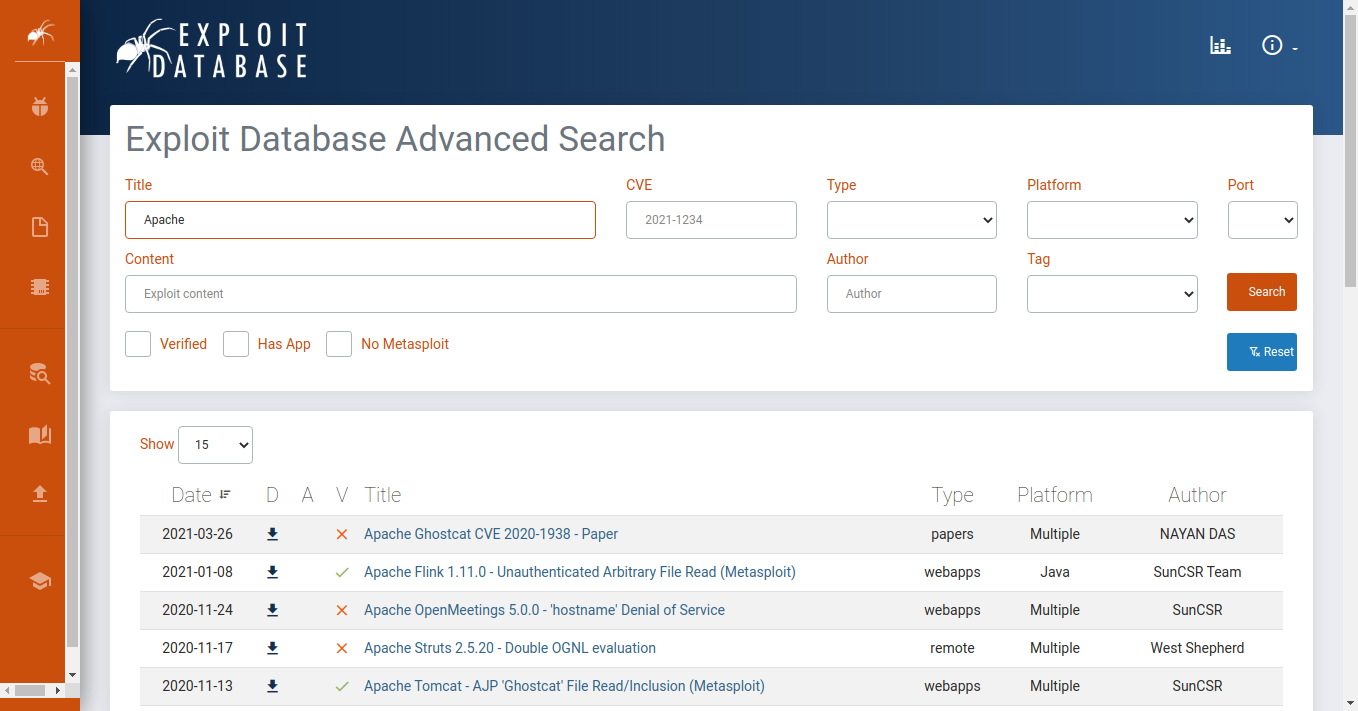 EXPLOIT
DATABASE
Exploit Database Advanced Search
Title CVE Type Platform Port
Apache 2021-1234
Content Author Tag
Exploit content Author Search
Verified Has App No Metasploit Reset
Show 15
Date D A V Title Type Platform Author
2021-03-26 Apache Ghostcat CVE 2020-1938 - Paper papers Multiple NAYAN DAS
2021-01-08 Apache Flink 1.11.0 - Unauthenticated Arbitrary File Read (Metasploit) webapps Java SunCSR Team
2020-11-24 Apache OpenMeetings 5.0.0 - 'hostname' Denial of Service webapps Multiple SunCSR
2020-11-17 Apache Struts 2.5.20 - Double OGNL evaluation remote Multiple West Shepherd
2020-11-13 Apache Tomcat - AJP 'Ghostcat' File Read/Inclusion (Metasploit) webapps Multiple SunCSR